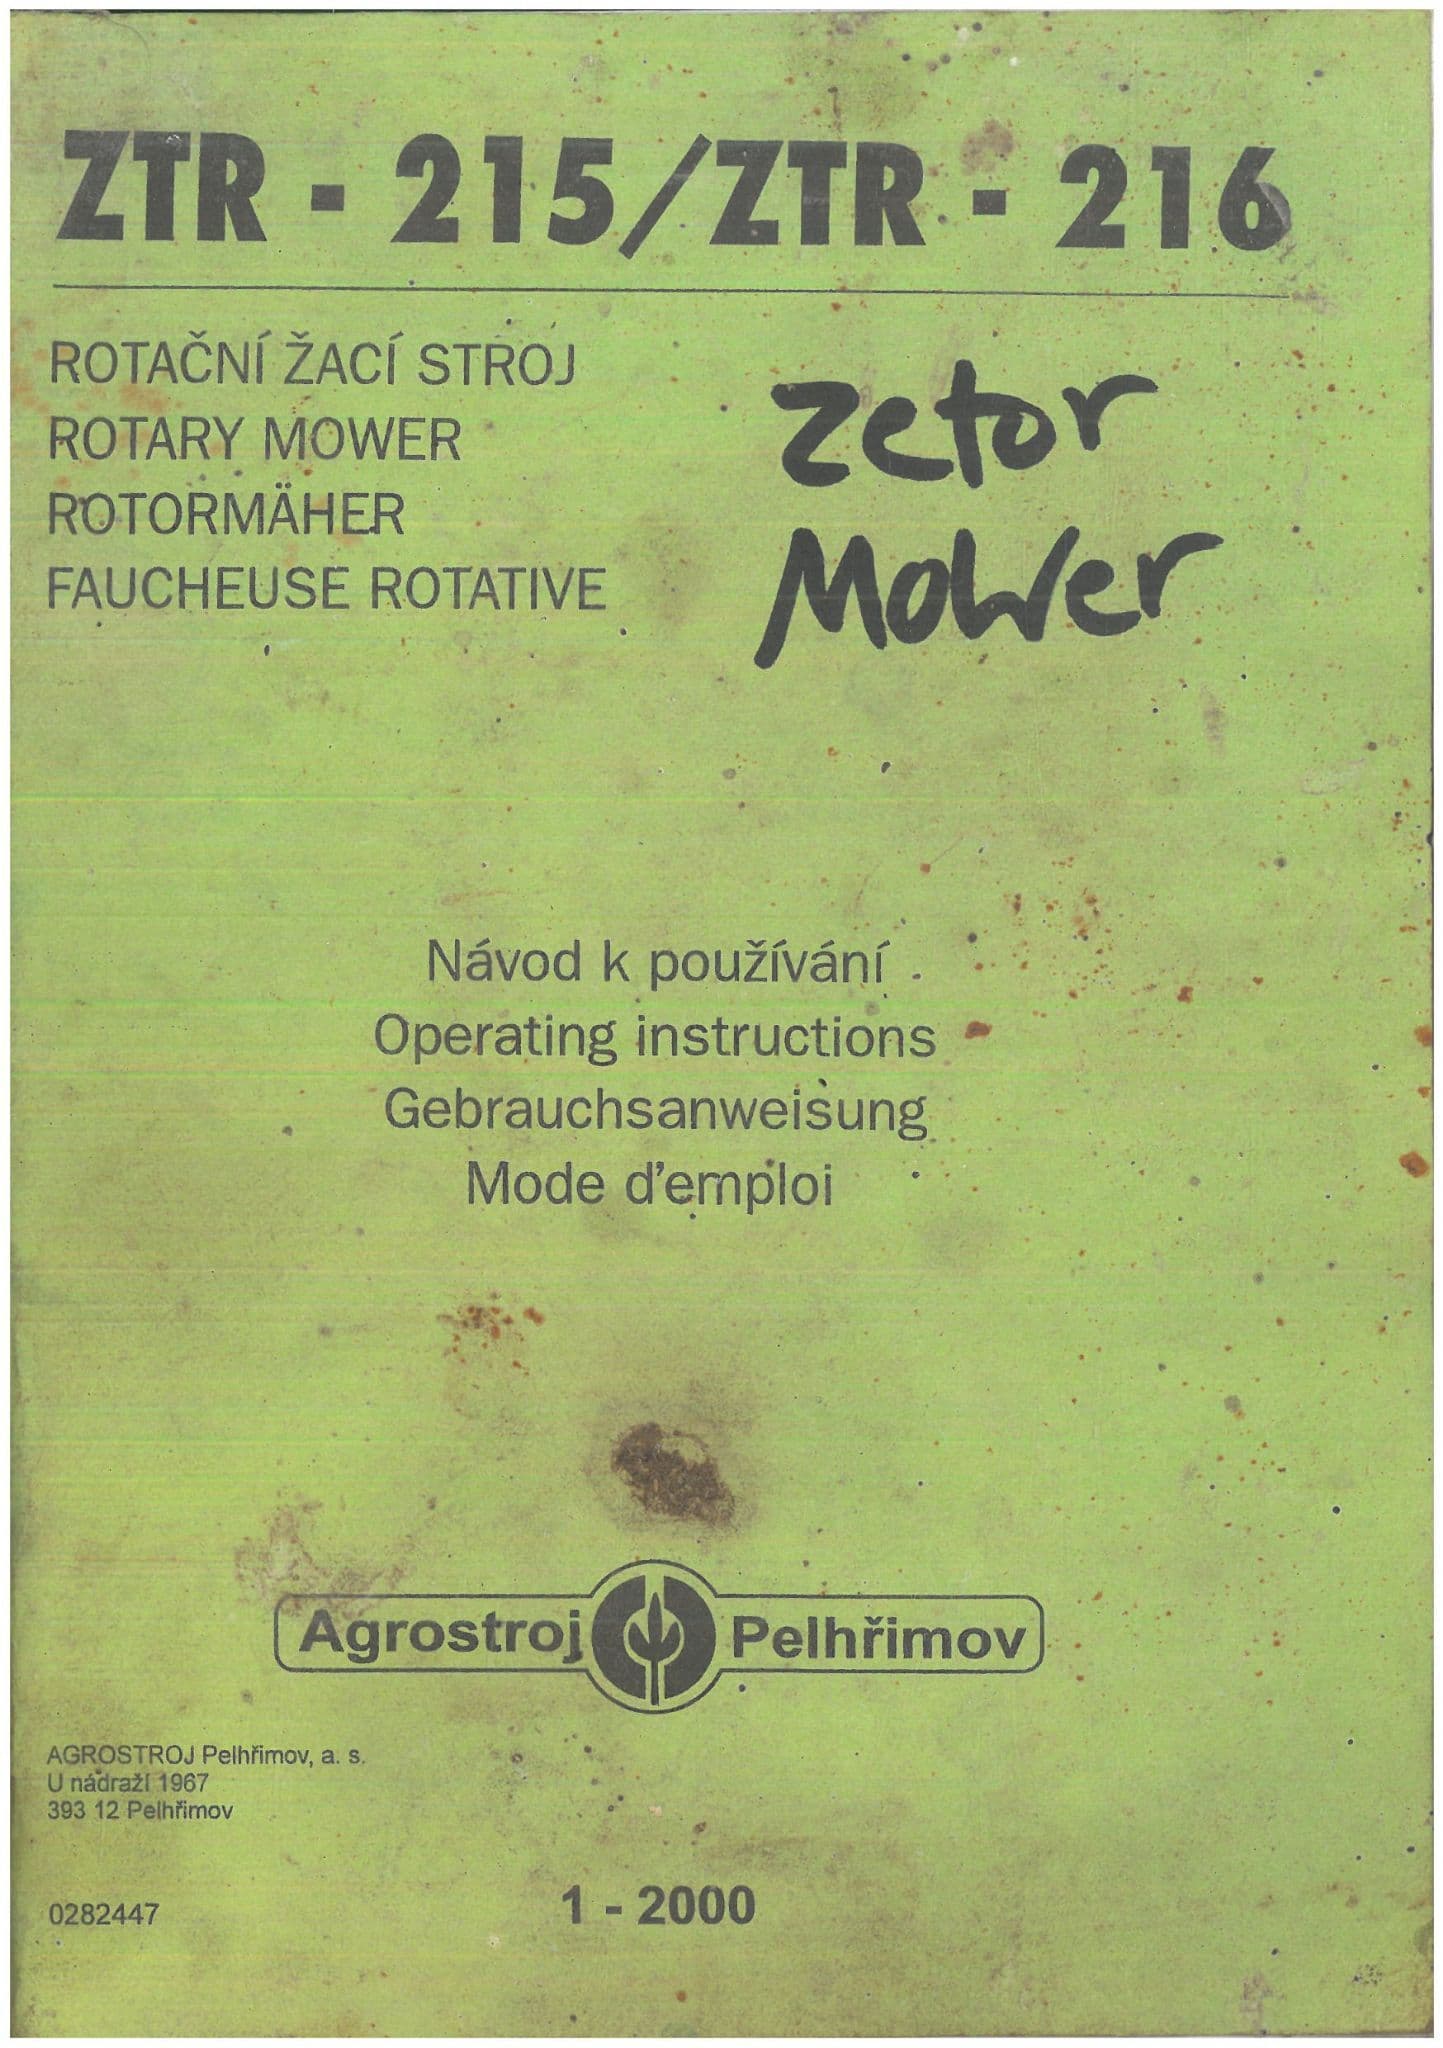 ZTR - 215/ZTR - 216
ROTAČNÍ ŽACÍ STROJ
ROTARY MOWER
ROTORMÄHER
FAUCHEUSE ROTATIVE
zetor
Mower
Návod k používání
Operating instructions
Gebrauchsanweisung
Mode d'emploi
Agrostroj Pelhřimov
AGROSTROJ Pelhřimov, a. s.
U nádraží 1967
393 12 Pelhřimov
0282447
1 - 2000